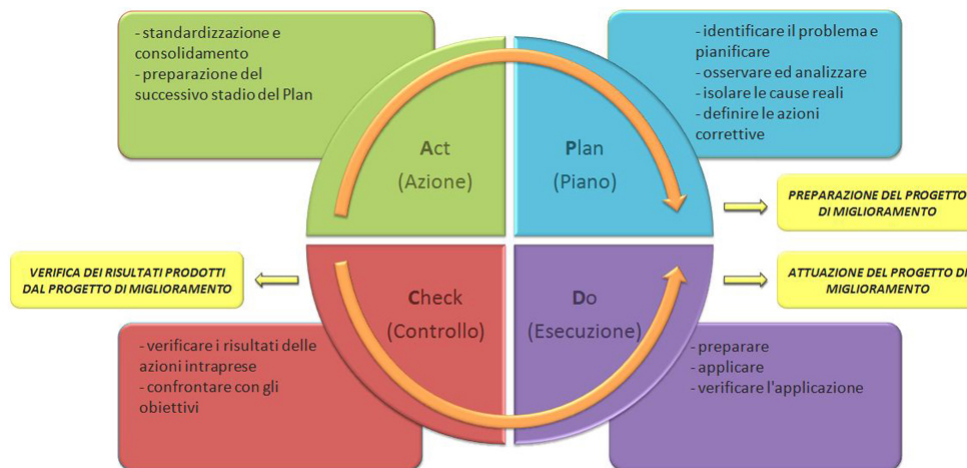 - standardizzazione e
consolidamento
- preparazione del
successivo stadio del Plan
- identificare il problema e
pianificare
- osservare ed analizzare
- isolare le cause reali
- definire le azioni
correttive
Act
(Azione)
Plan
(Piano)
PREPARAZIONE DEL PROGETTO
DI MIGLIORAMENTO
VERIFICA DEI RISULTATI PRODOTTI
DAL PROGETTO DI MIGLIORAMENTO
ATTUAZIONE DEL PROGETTO DI
MIGLIORAMENTO
Check
(Controllo)
Do
(Esecuzione)
- verificare i risultati delle
azioni intraprese
- confrontare con gli
obiettivi
- preparare
- applicare
- verificare l'applicazione